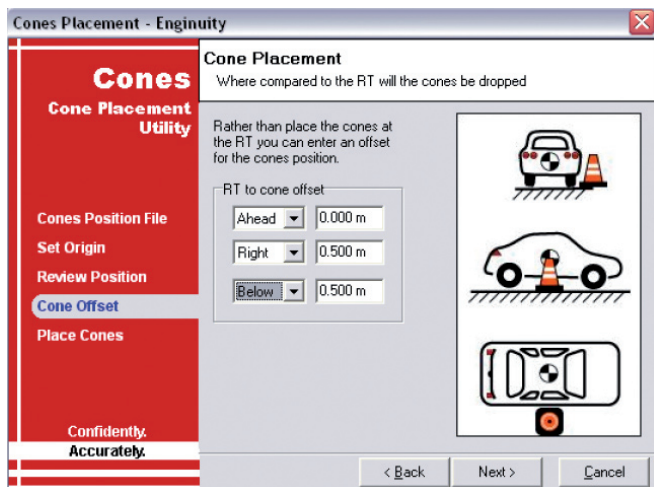 Cones Placement - Enginuity
Cones
Cone Placement
Utility
Cones Position File
Set Origin
Review Position
Cone Offset
Place Cones
Confidently.
Accurately.
Cone Placement
Where compared to the RT will the cones be dropped
Rather than place the cones at
the RT you can enter an offset
for the cones position.
RT to cone offset
Ahead 0.000 m
Right 0.500 m
Below 0.500 m
< Back Next > Cancel